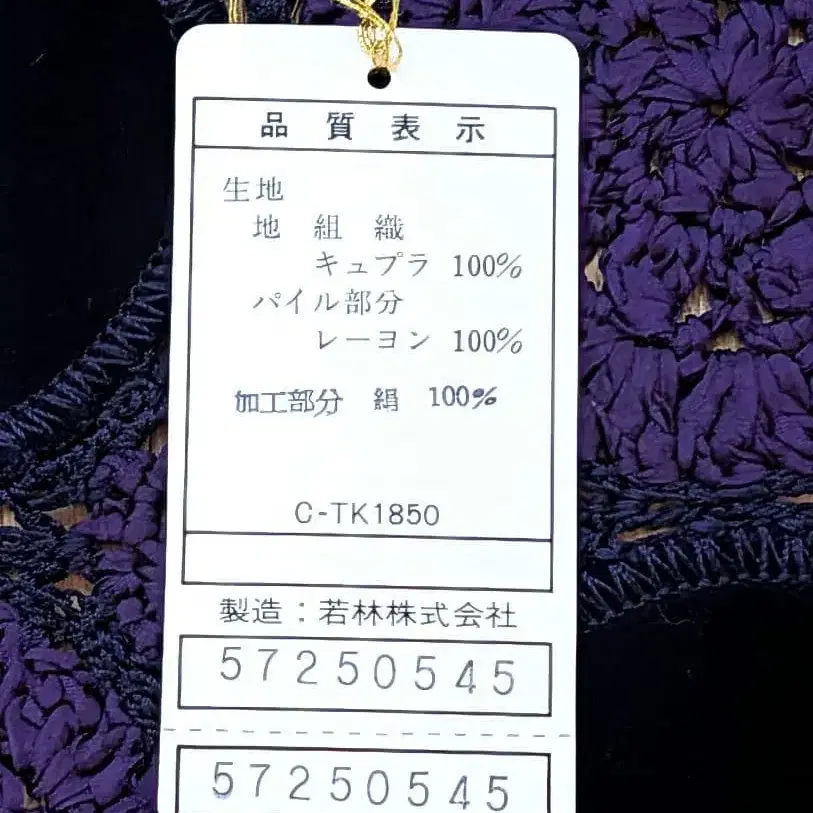 品質表示
生地
地組織
キュプラ 100%
パイル部分
レーヨン 100%
加工部分 絹 100%
C-TK1850
製造：若林株式会社
57250545
57250545